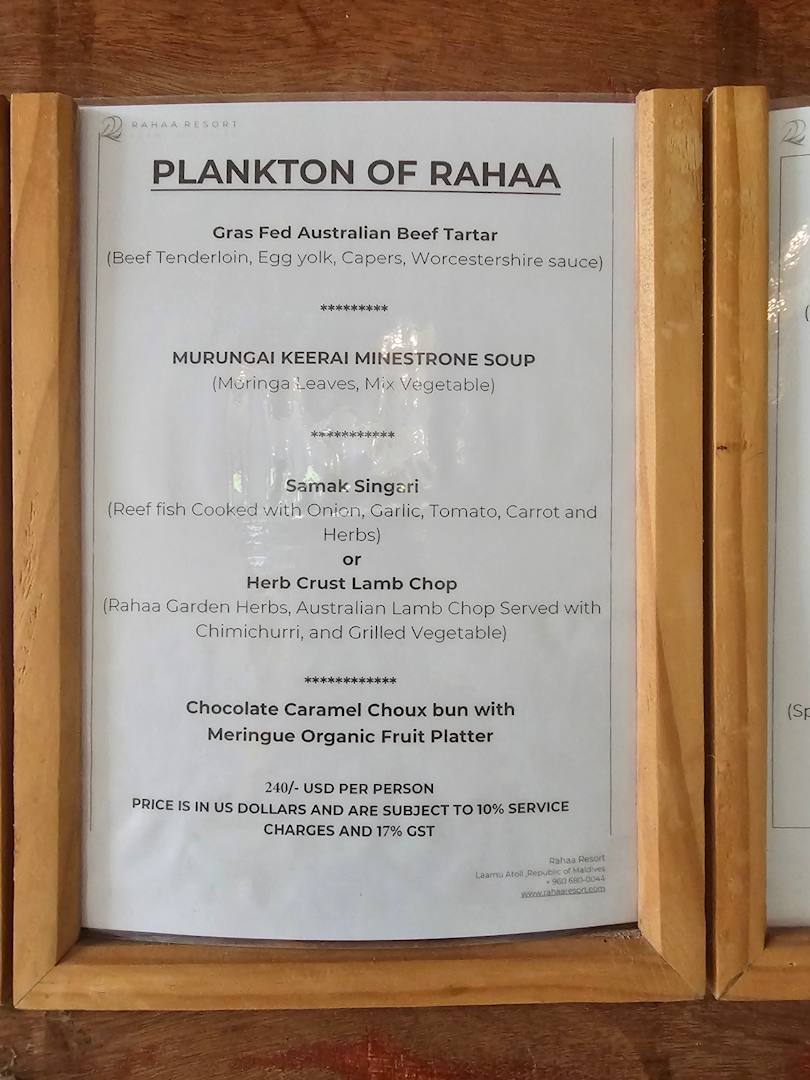 RAHAA RESORT
PLANKTON OF RAHAA
Gras Fed Australian Beef Tartar
(Beef Tenderloin, Egg yolk, Capers, Worcestershire sauce)
*********
MURUNGAI KEERAI MINESTRONE SOUP
(Moringa Leaves, Mix Vegetable)
***********
Samak Singari
(Reef fish Cooked with Onion, Garlic, Tomato, Carrot and
Herbs)
or
Herb Crust Lamb Chop
(Rahaa Garden Herbs, Australian Lamb Chop Served with
Chimichurri, and Grilled Vegetable)
************
Chocolate Caramel Choux bun with
Meringue Organic Fruit Platter
240/- USD PER PERSON
PRICE IS IN US DOLLARS AND ARE SUBJECT TO 10% SERVICE
CHARGES AND 17% GST
Rahaa Resort
Laamu Atoll ,Republic of Maldives
+ 960 680-0044
www.rahaaresort.com
(Sp